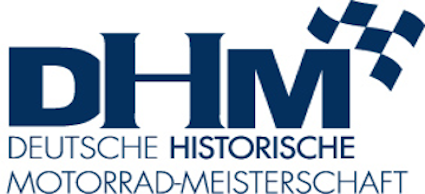 DHM
DEUTSCHE HISTORISCHE
MOTORRAD-MEISTERSCHAFT